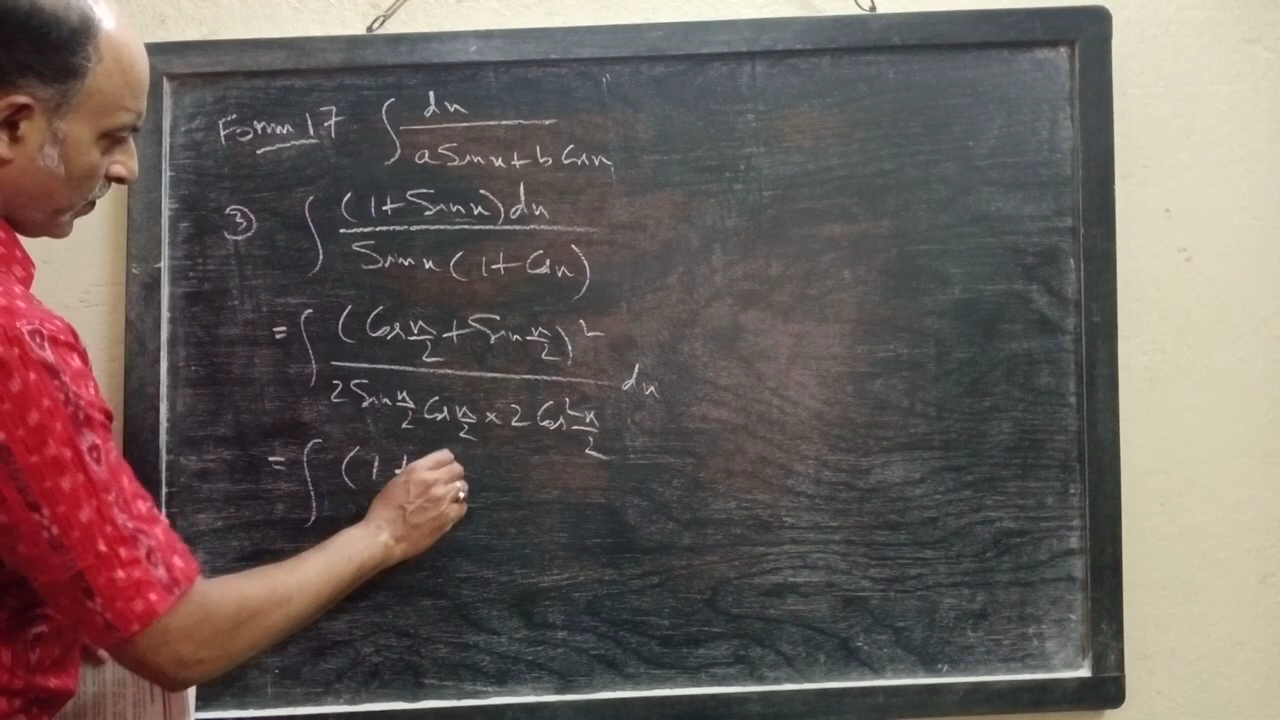 Form 17 ∫ dx / (a Sin x + b Cos x)
③ ∫ (1 + Sin x) dx / (Sin x (1 + Cos x))
= ∫ (Cos x/2 + Sin x/2)² / (2 Sin x/2 Cos x/2 × 2 Cos² x/2) dx
= ∫ (1 +